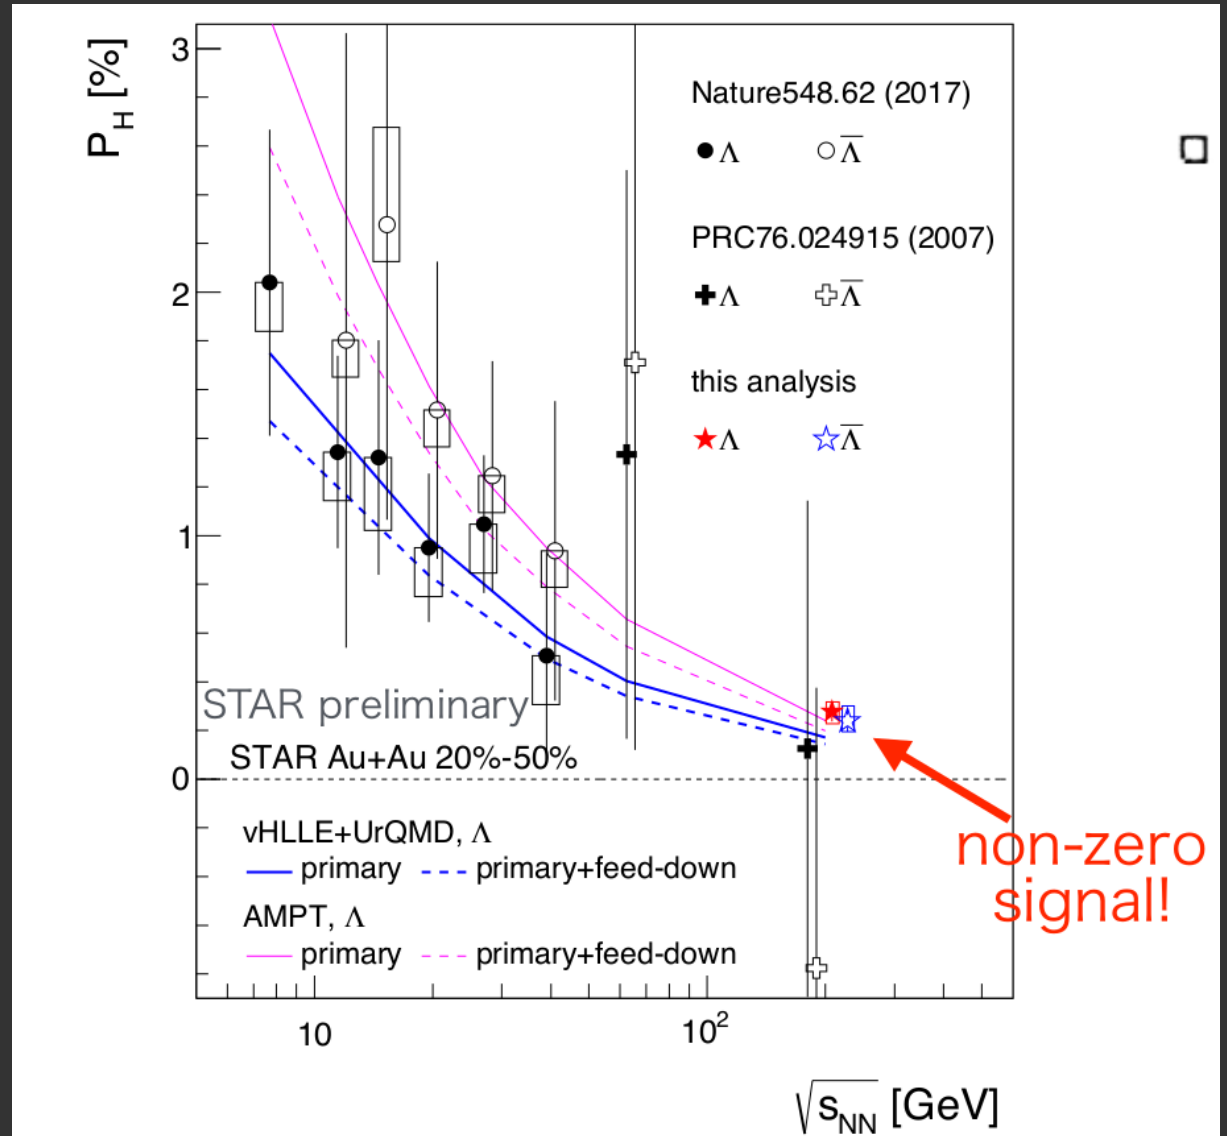 P_H [%]
3
2
1
0
Nature548.62 (2017)
Λ Λ̅
PRC76.024915 (2007)
Λ Λ̅
this analysis
Λ Λ̅
STAR preliminary
STAR Au+Au 20%-50%
vHLLE+UrQMD, Λ
primary primary+feed-down
AMPT, Λ
primary primary+feed-down
non-zero
signal!
10 10²
√s_NN [GeV]